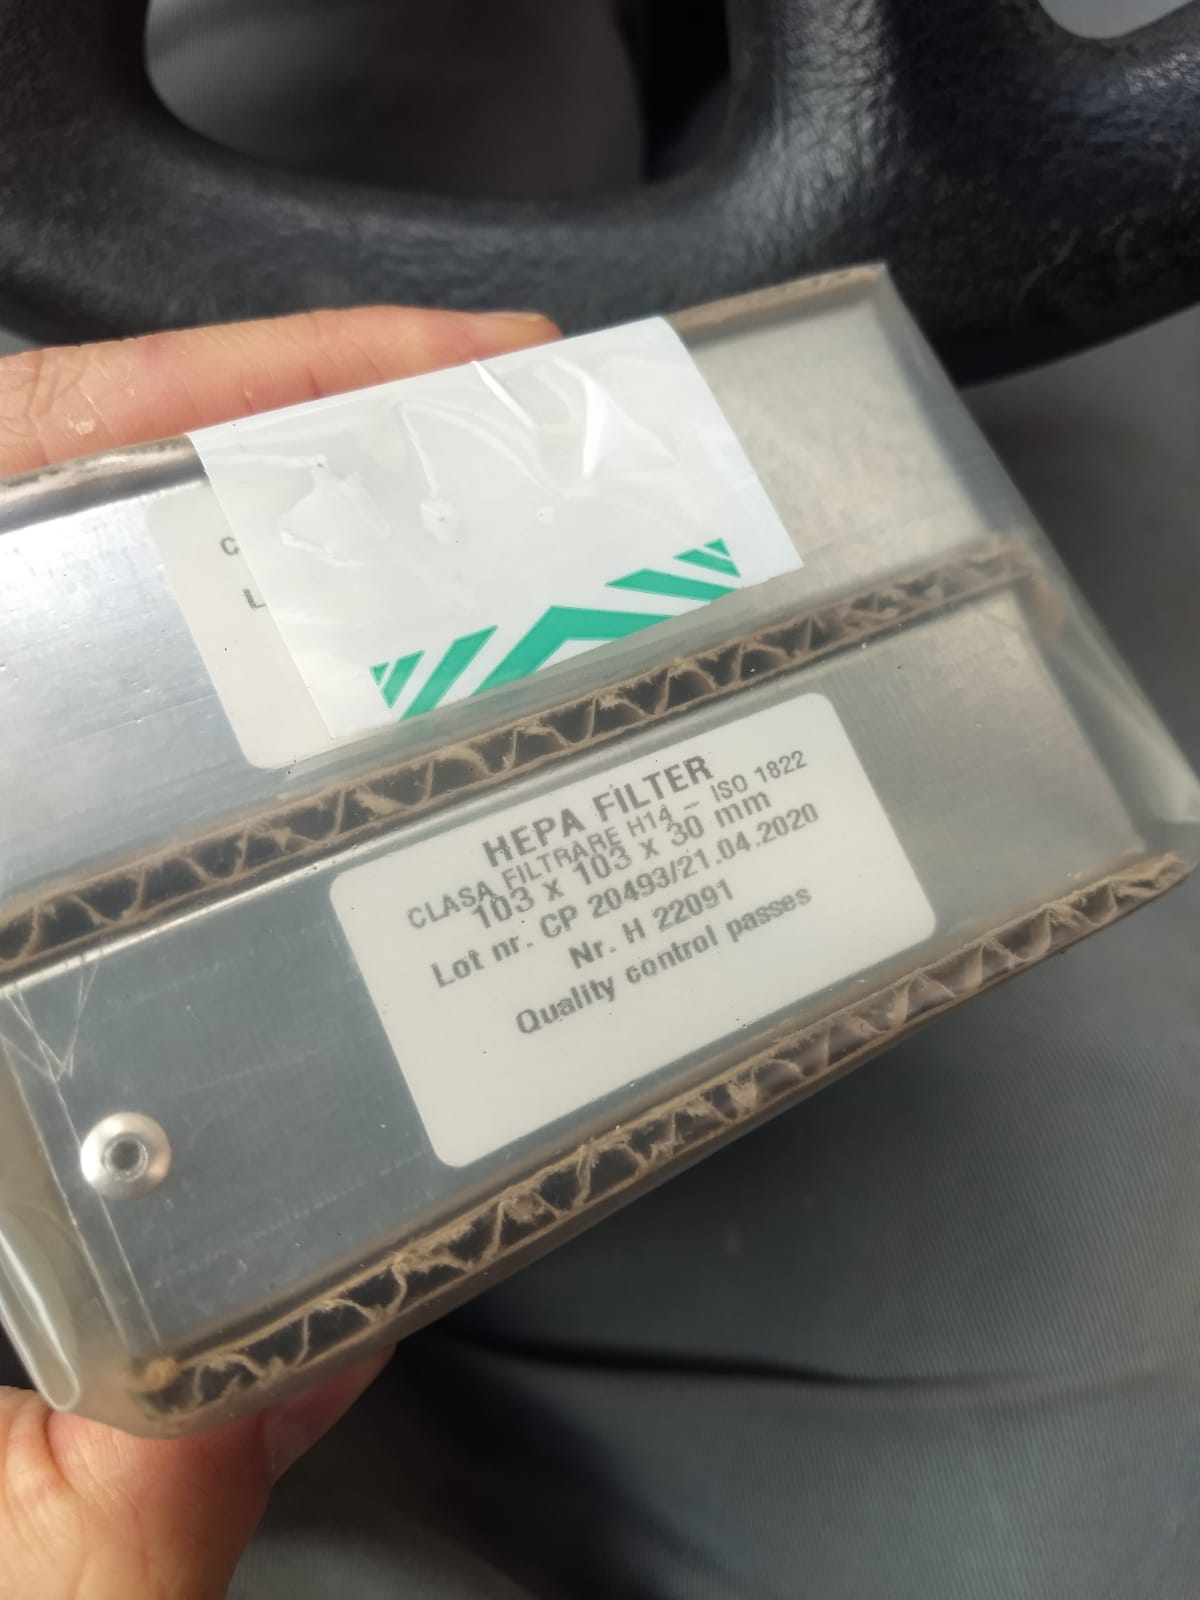 C
L
HEPA FILTER
CLASA FILTRARE H14 – ISO 1822
103 x 103 x 30 mm
Lot nr. CP 20493/21.04.2020
Nr. H 22091
Quality control passes